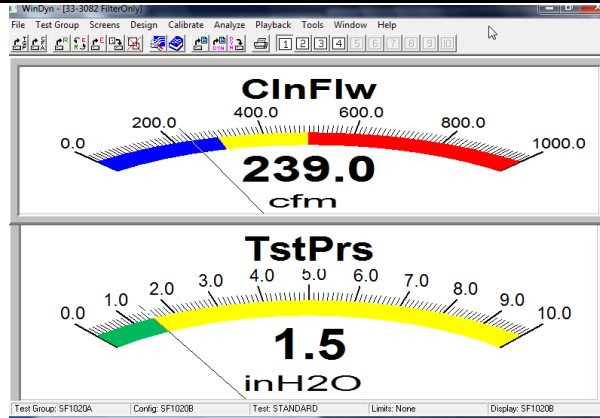 WinDyn - [33-3082 FilterOnly]
File Test Group Screens Design Calibrate Analyze Playback Tools Window Help
1 2 3 4 5 6 7 8 9 10
ClnFlw
0.0 200.0 400.0 600.0 800.0 1000.0
239.0
cfm
TstPrs
0.0 1.0 2.0 3.0 4.0 5.0 6.0 7.0 8.0 9.0 10.0
1.5
inH2O
Test Group: SF1020A Config: SF1020B Test: STANDARD Limits: None Display: SF1020B